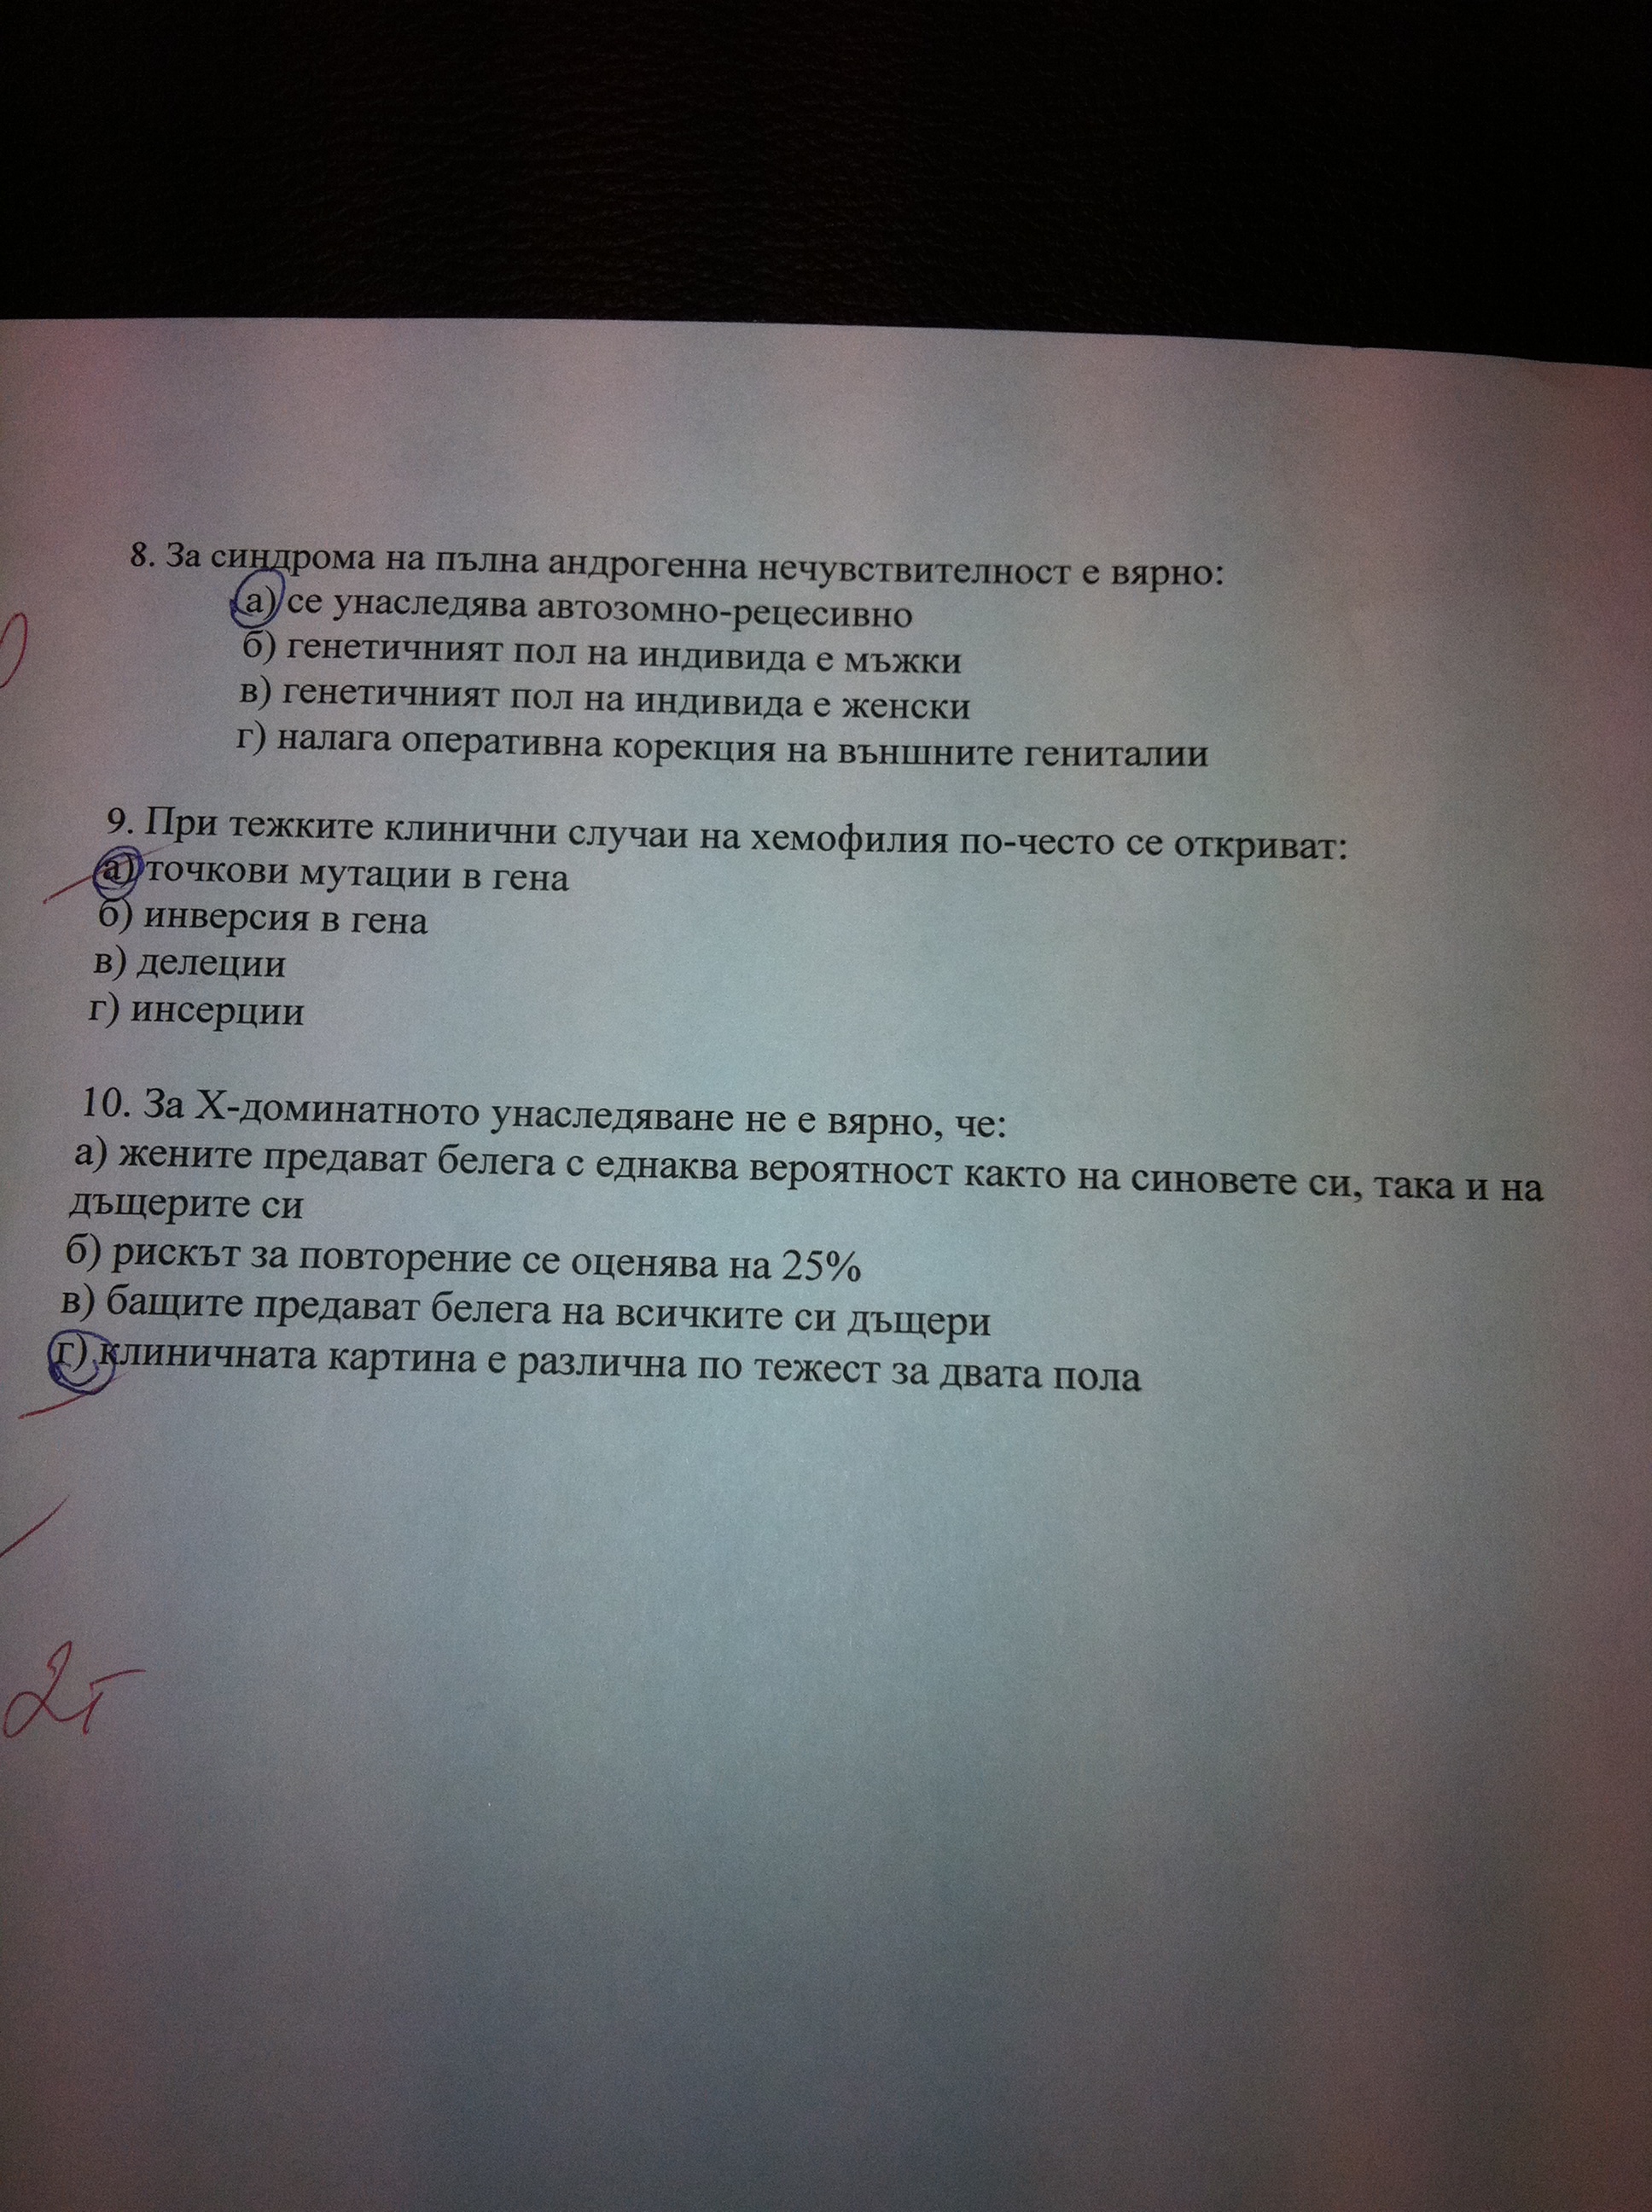 8. За синдрома на пълна андрогенна нечувствителност е вярно:
а) се унаследява автозомно-рецесивно
б) генетичният пол на индивида е мъжки
в) генетичният пол на индивида е женски
г) налага оперативна корекция на външните гениталии
9. При тежките клинични случаи на хемофилия по-често се откриват:
а) точкови мутации в гена
б) инверсия в гена
в) делеции
г) инсерции
10. За Х-доминатното унаследяване не е вярно, че:
а) жените предават белега с еднаква вероятност както на синовете си, така и на
дъщерите си
б) рискът за повторение се оценява на 25%
в) бащите предават белега на всичките си дъщери
г) клиничната картина е различна по тежест за двата пола
2т